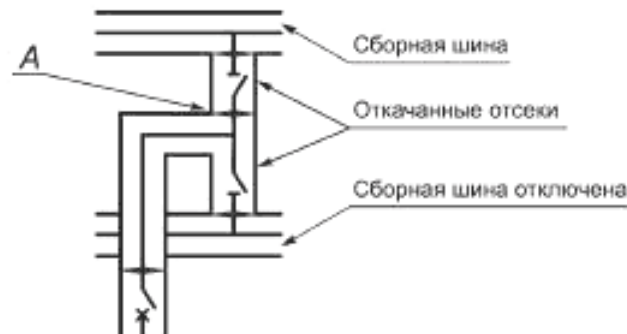 Сборная шина
А
Откачанные отсеки
Сборная шина отключена